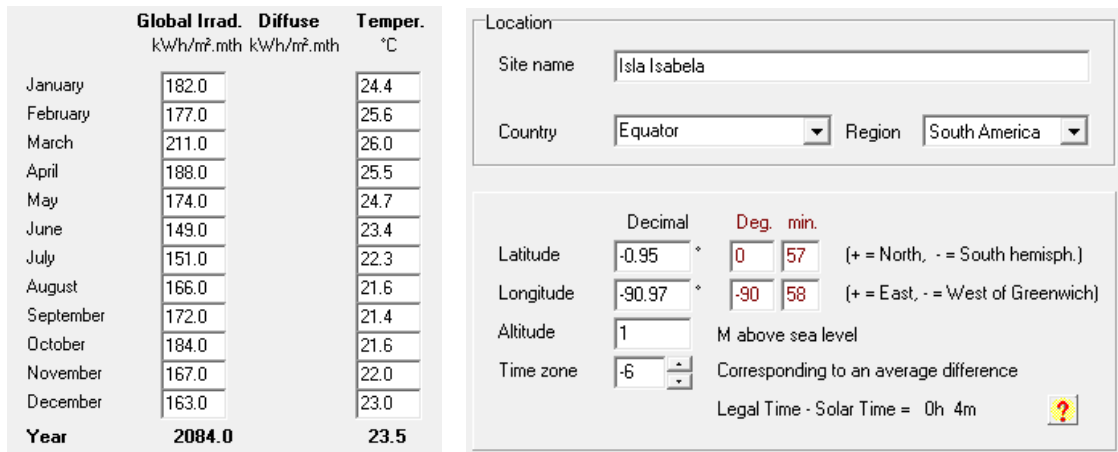 Global Irrad. Diffuse Temper.
kWh/m².mth kWh/m².mth °C
January 182.0 24.4
February 177.0 25.6
March 211.0 26.0
April 188.0 25.5
May 174.0 24.7
June 149.0 23.4
July 151.0 22.3
August 166.0 21.6
September 172.0 21.4
October 184.0 21.6
November 167.0 22.0
December 163.0 23.0
Year 2084.0 23.5
Location
Site name Isla Isabela
Country Equator Region South America
Decimal Deg. min.
Latitude -0.95 ° 0 57 (+ = North, - = South hemisph.)
Longitude -90.97 ° -90 58 (+ = East, - = West of Greenwich)
Altitude 1 M above sea level
Time zone -6 Corresponding to an average difference
Legal Time - Solar Time = 0h 4m ?